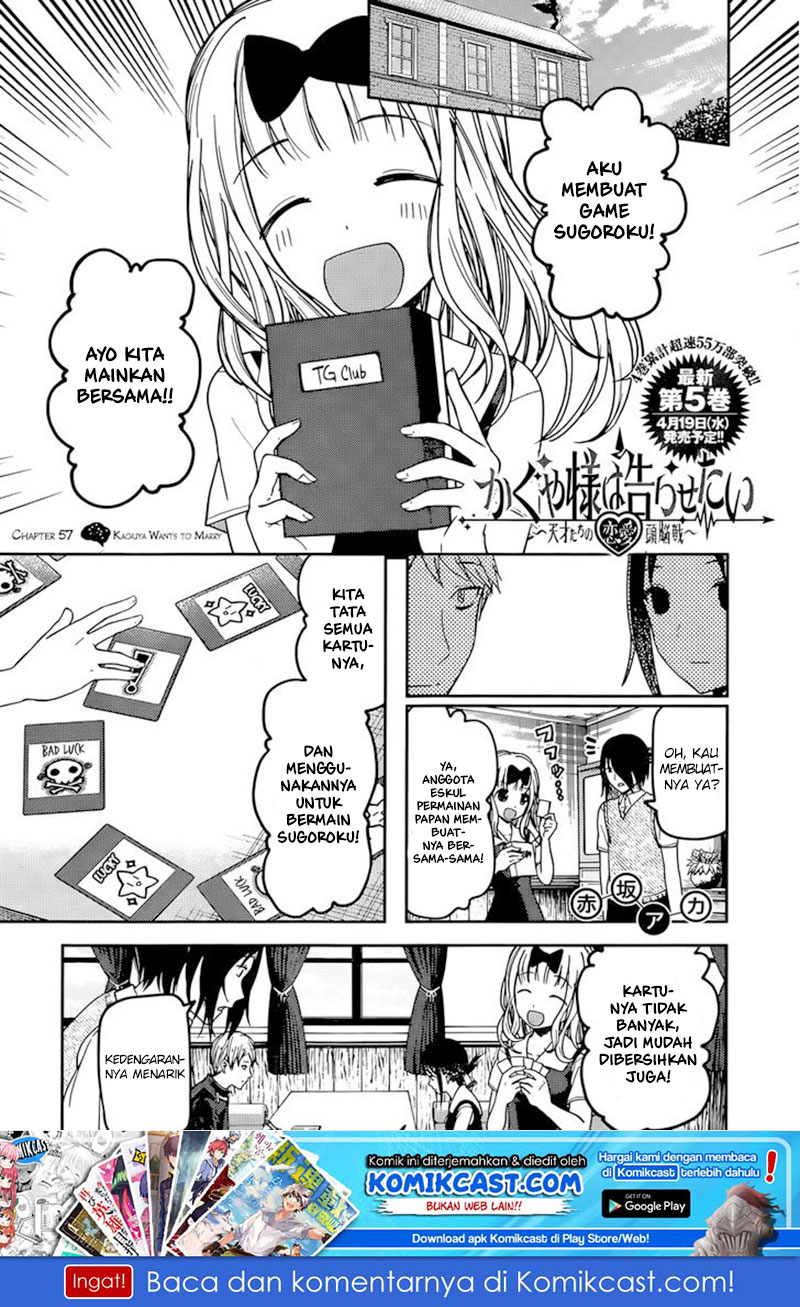 AKU
MEMBUAT
GAME
SUGOROKU!
AYO KITA
MAINKAN
BERSAMA!!
TG Club
4巻累計超速55万部突破!!
最新
第5巻
4月19日(水)
発売予定!!
かぐや様は告らせたい
～天才たちの恋愛頭脳戦～
CHAPTER 57 KAGUYA WANTS TO MARRY
OH, KAU
MEMBUAT-
NYA YA?
YA,
ANGGOTA
ESKUL
PERMAINAN
PAPAN MEM-
BUAT-
NYA BER-
SAMA-SAMA!
フフッ
赤坂アカ
KITA
TATA
SEMUA
KARTU-
NYA,
DAN
MENGGU-
NAKANNYA
UNTUK
BERMAIN
SUGOROKU!
LUCKY
BAD LUCK
LUCKY
BAD LUCK
KARTU-
NYA TIDAK
BANYAK,
JADI MUDAH
DIBERSIHKAN
JUGA!
KEDENGARAN-
NYA MENARIK
Komik ini diterjemahkan & diedit oleh
KOMIKCAST.COM
BUKAN WEB LAIN!!
Hargai kami dengan membaca
di Komikcast terlebih dahulu !
GET IT ON
Google Play
Download apk Komikcast di Play Store/Web!
Ingat! Baca dan komentarnya di Komikcast.com!